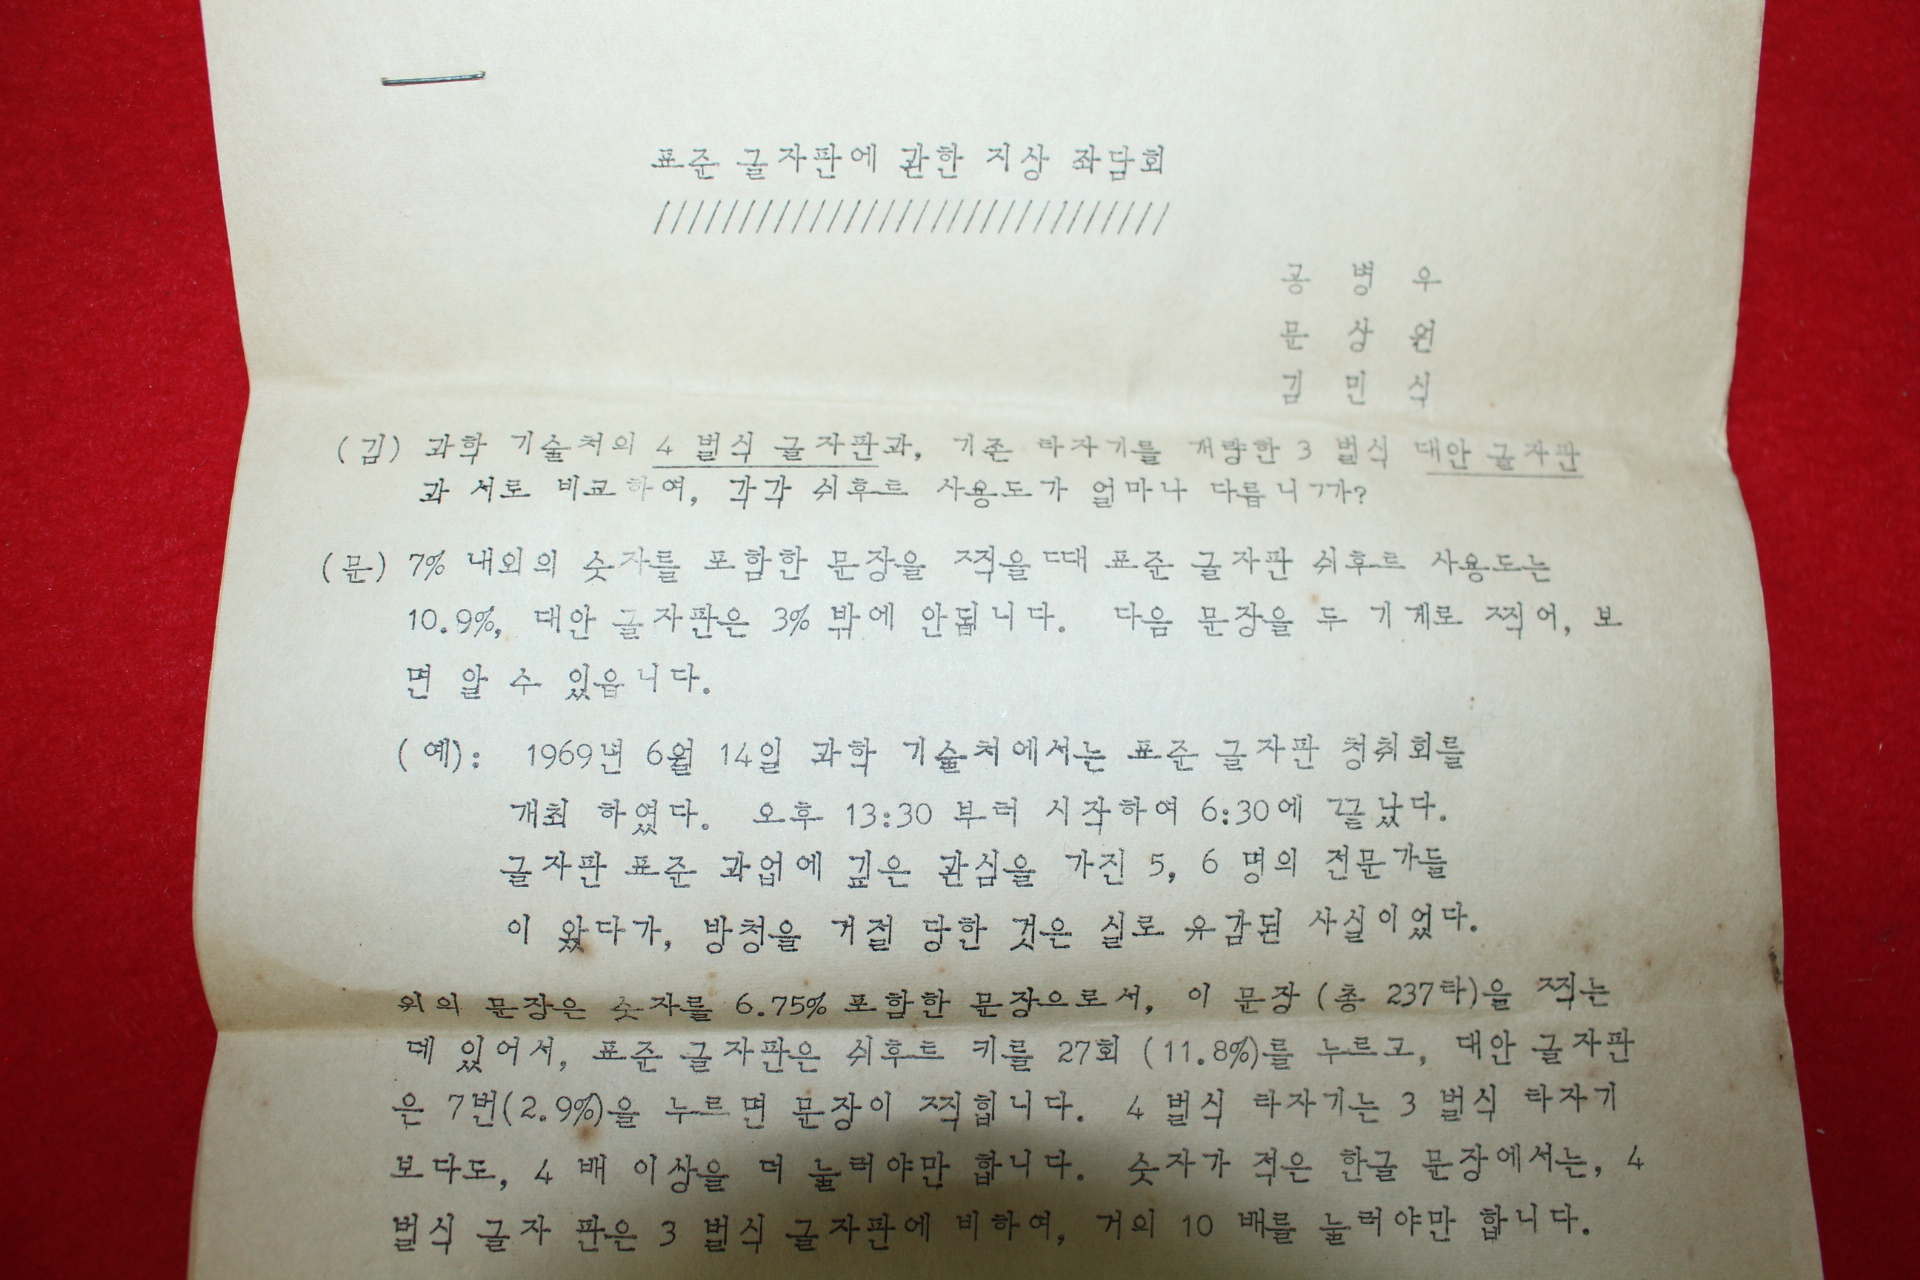 표준 글자판에 관한 지상 좌담회
//////////////////////////////
공 병 우
문 상 원
김 민 식
(김) 과학 기술처의 4 벌식 글자판과, 기존 타자기를 개량한 3 벌식 대안 글자판
과 서로 비교하여, 각각 쉬후트 사용도가 얼마나 다릅니까?
(문) 7% 내외의 숫자를 포함한 문장을 찍을때 표준 글자판 쉬후트 사용도는
10.9%, 대안 글자판은 3% 밖에 안됩니다. 다음 문장을 두 기계로 찍어, 보
면 알 수 있읍니다.
(예): 1969년 6월 14일 과학 기술처에서는 표준 글자판 청취회를
개최 하였다. 오후 13:30 부터 시작하여 6:30에 끝났다.
글자판 표준 과업에 깊은 관심을 가진 5, 6 명의 전문가들
이 왔다가, 방청을 거절 당한 것은 실로 유감된 사실이었다.
위의 문장은 숫자를 6.75% 포함한 문장으로서, 이 문장 (총 237타)을 찍는
데 있어서, 표준 글자판은 쉬후트 키를 27회 (11.8%)를 누르고, 대안 글자판
은 7번(2.9%)을 누르면 문장이 찍힙니다. 4 벌식 타자기는 3 벌식 타자기
보다도, 4 배 이상을 더 눌러야만 합니다. 숫자가 적은 한글 문장에서는, 4
벌식 글자 판은 3 벌식 글자판에 비하여, 거의 10 배를 눌러야만 합니다.